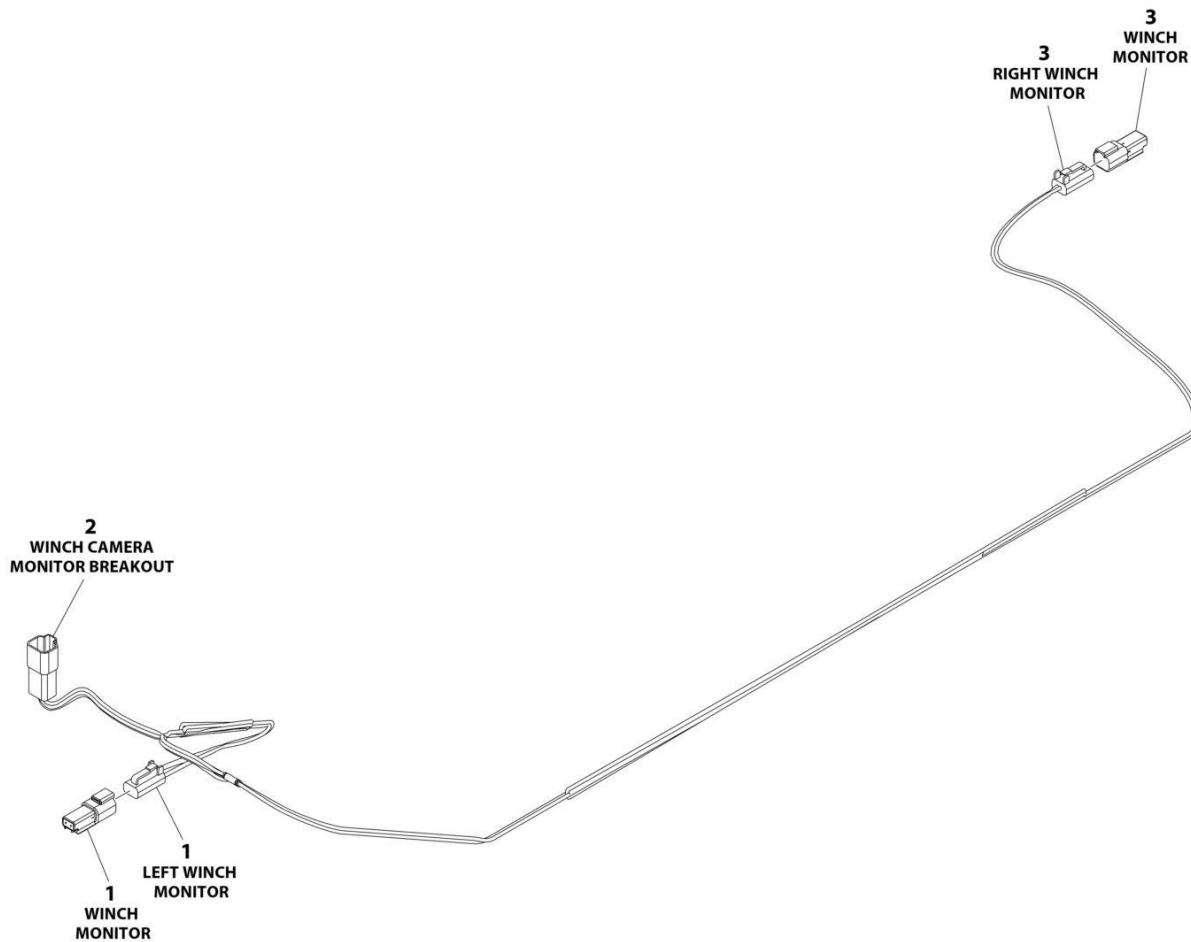 3
WINCH
MONITOR
3
RIGHT WINCH
MONITOR
2
WINCH CAMERA
MONITOR BREAKOUT
1
LEFT WINCH
MONITOR
1
WINCH
MONITOR